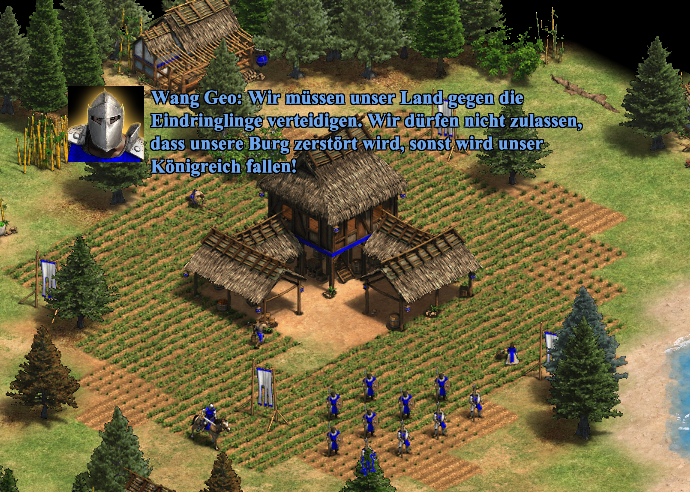 Wang Geo: Wir müssen unser Land gegen die
Eindringlinge verteidigen. Wir dürfen nicht zulassen,
dass unsere Burg zerstört wird, sonst wird unser
Königreich fallen!